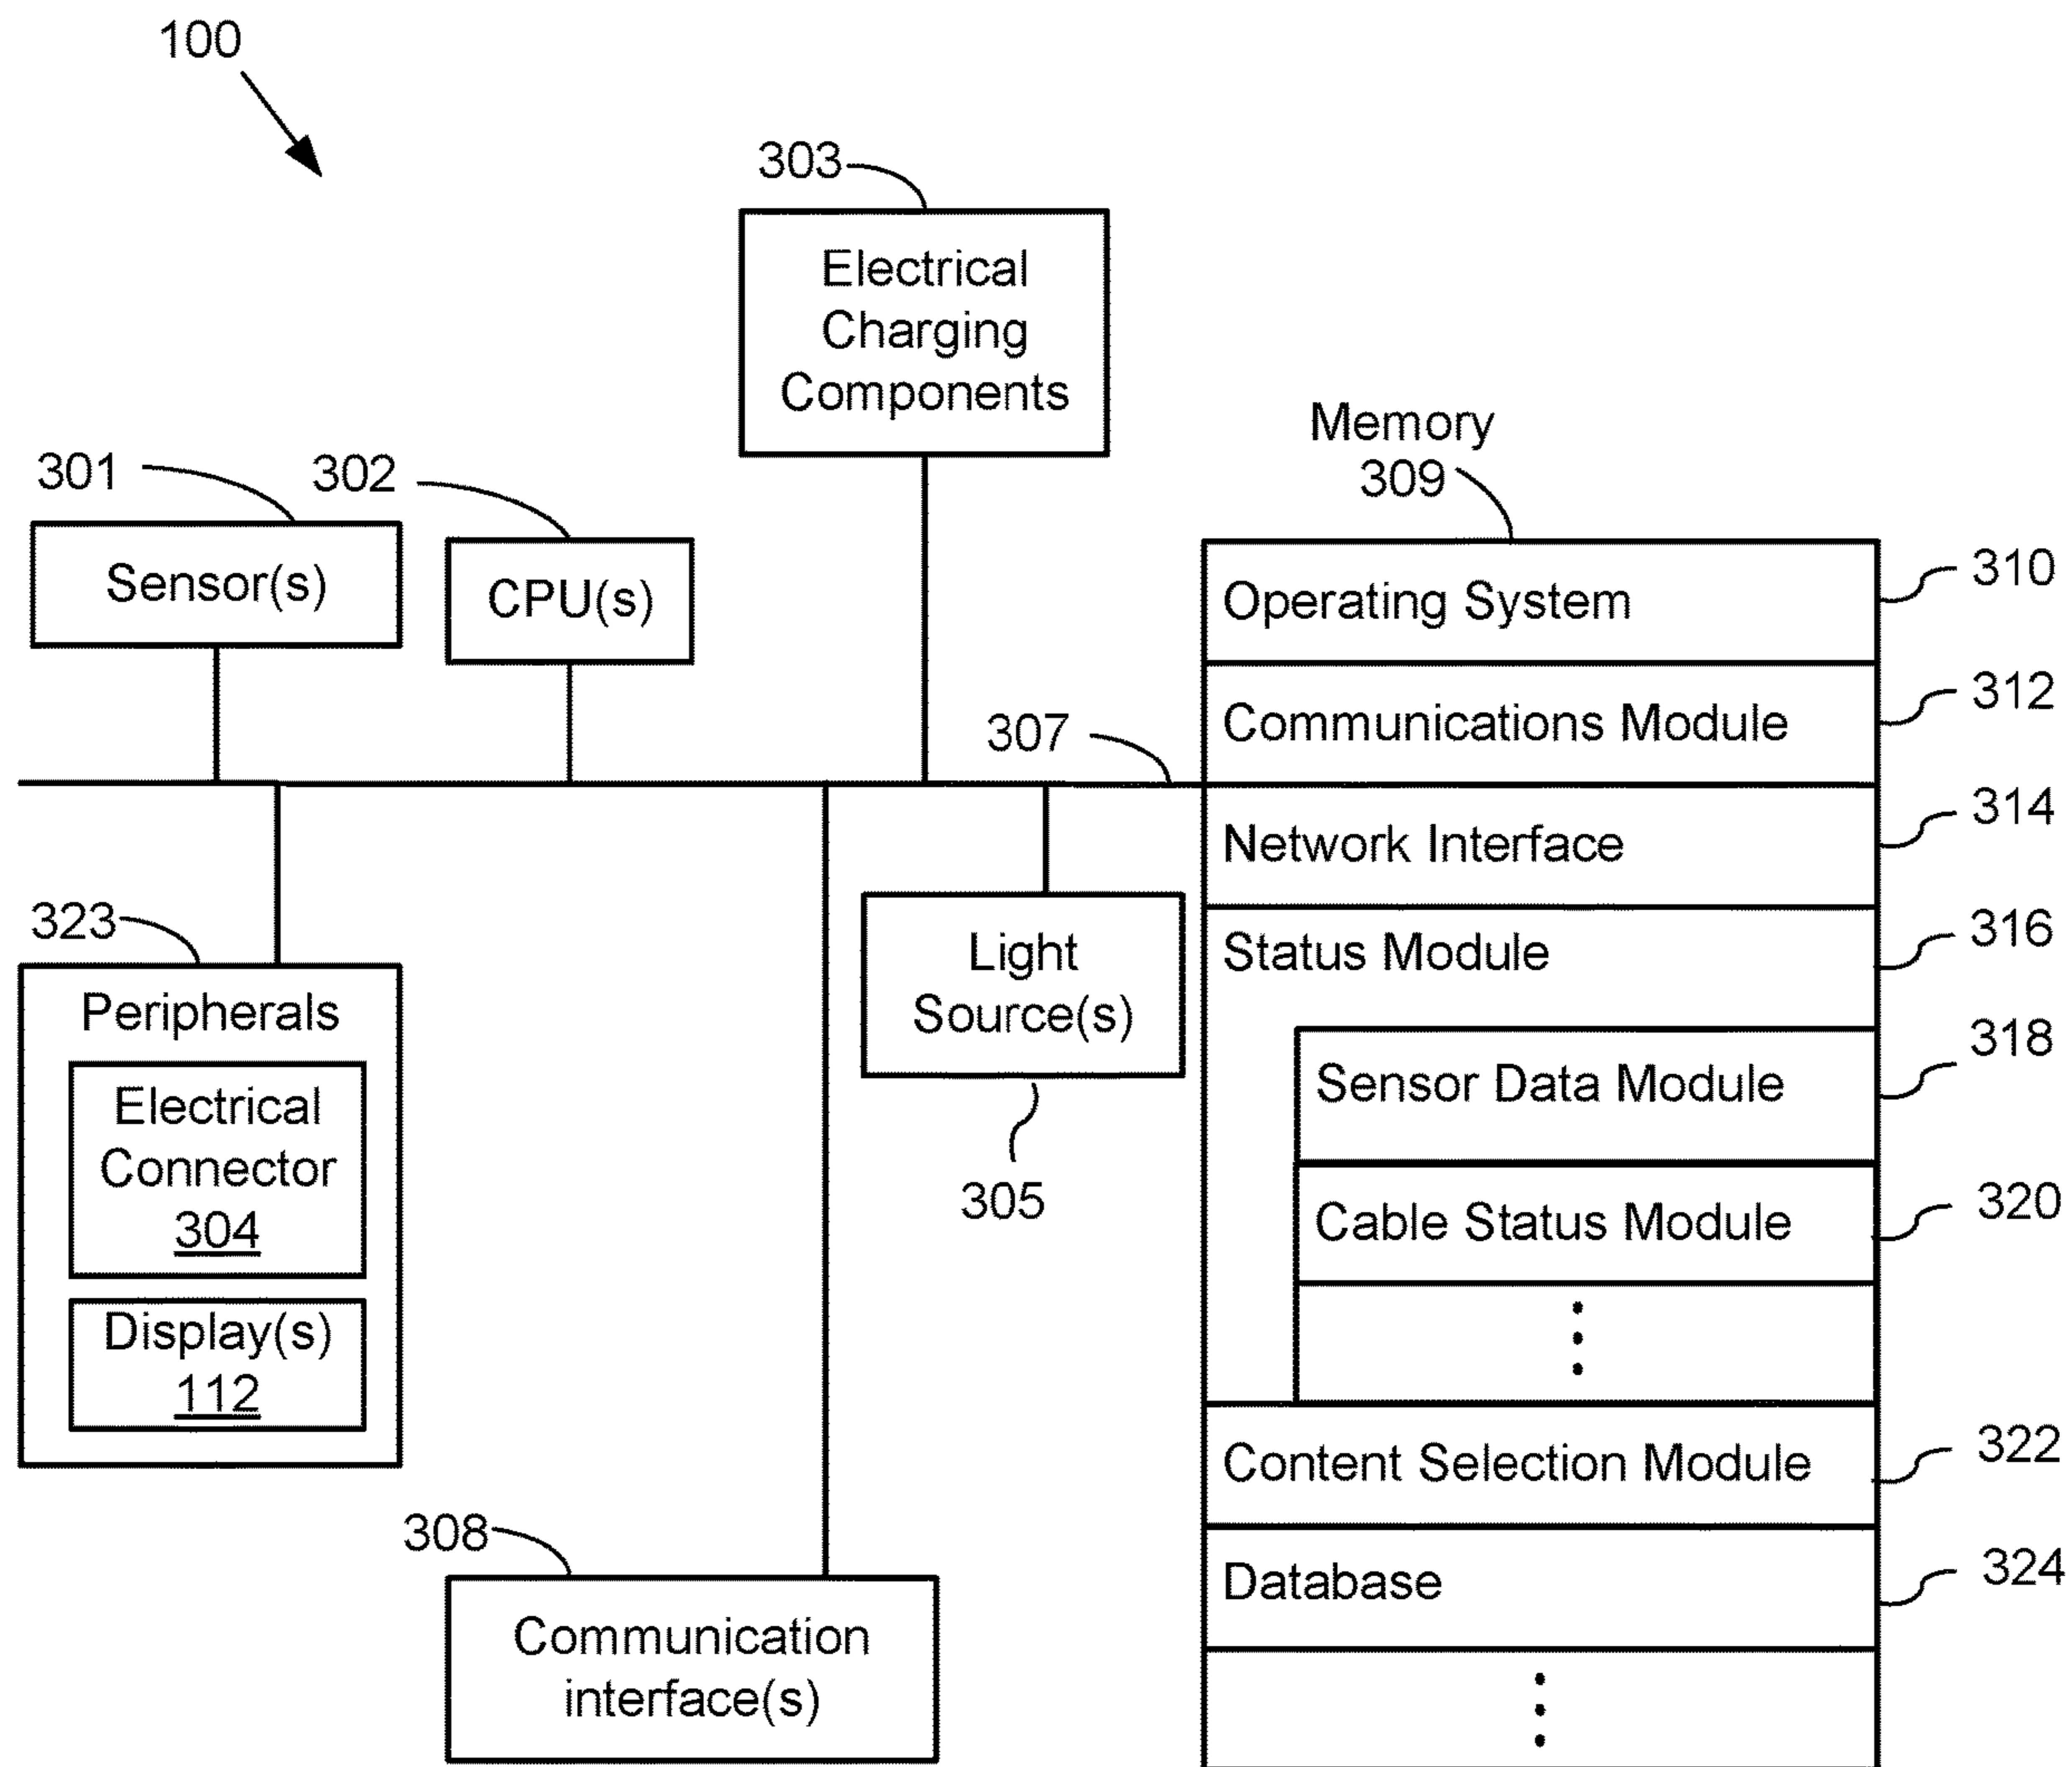 100
303
Electrical
Charging
Components
Memory
309
301
302
Sensor(s)
CPU(s)
Operating System
310
Communications Module
312
307
Network Interface
314
323
Peripherals
Electrical
Connector
304
Display(s)
112
Light
Source(s)
305
Status Module
316
Sensor Data Module
318
Cable Status Module
320
Content Selection Module
322
Database
324
308
Communication
interface(s)